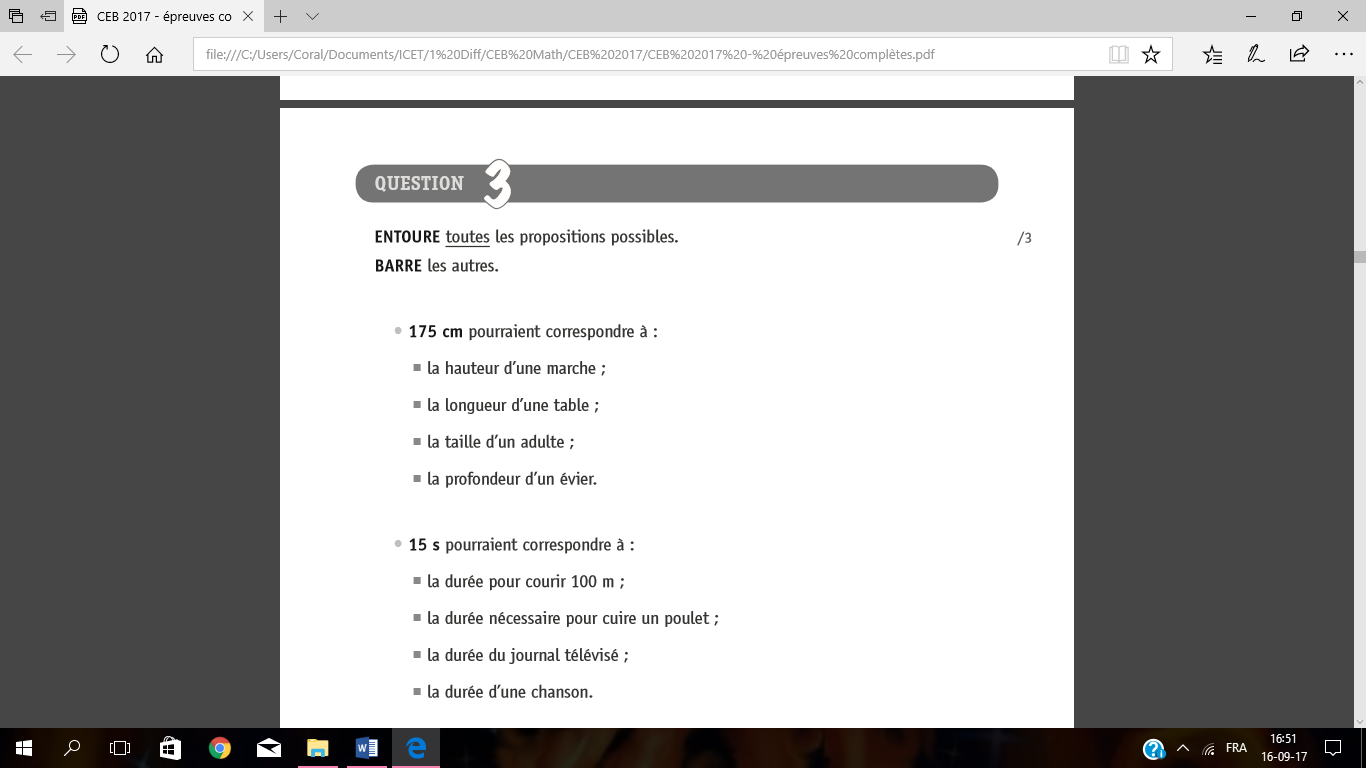 CEB 2017 - épreuves co
file:///C:/Users/Coral/Documents/ICET/1%20Diff/CEB%20Math/CEB%202017/CEB%202017%20-%20épreuves%20complètes.pdf
QUESTION 3
ENTOURE toutes les propositions possibles. /3
BARRE les autres.
175 cm pourraient correspondre à :
la hauteur d'une marche ;
la longueur d'une table ;
la taille d'un adulte ;
la profondeur d'un évier.
15 s pourraient correspondre à :
la durée pour courir 100 m ;
la durée nécessaire pour cuire un poulet ;
la durée du journal télévisé ;
la durée d'une chanson.
FRA
16:51
16-09-17